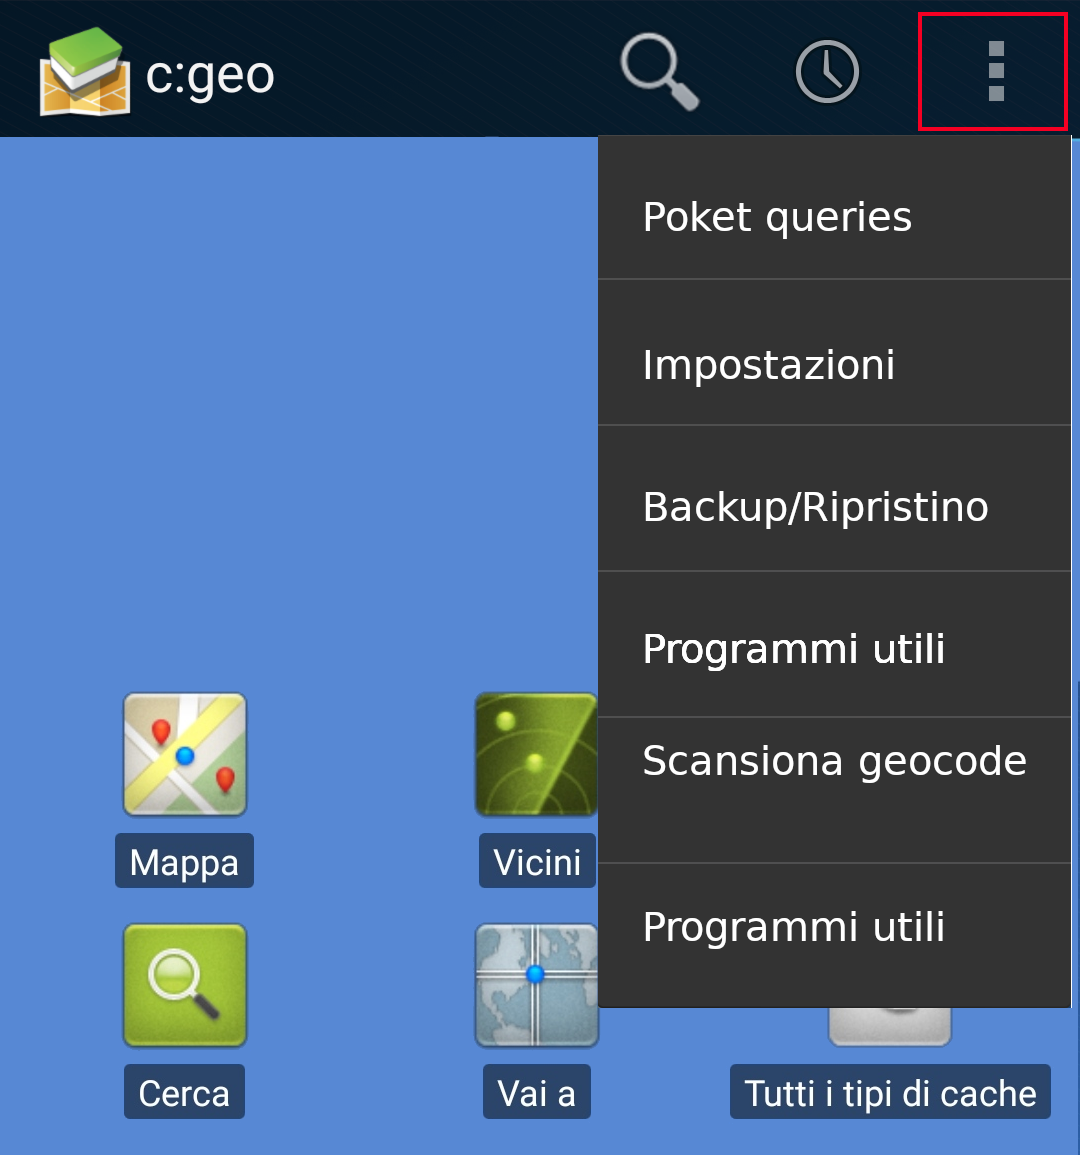 c:geo
Poket queries
Impostazioni
Backup/Ripristino
Programmi utili
Scansiona geocode
Programmi utili
Mappa
Vicini
Cerca
Vai a
Tutti i tipi di cache